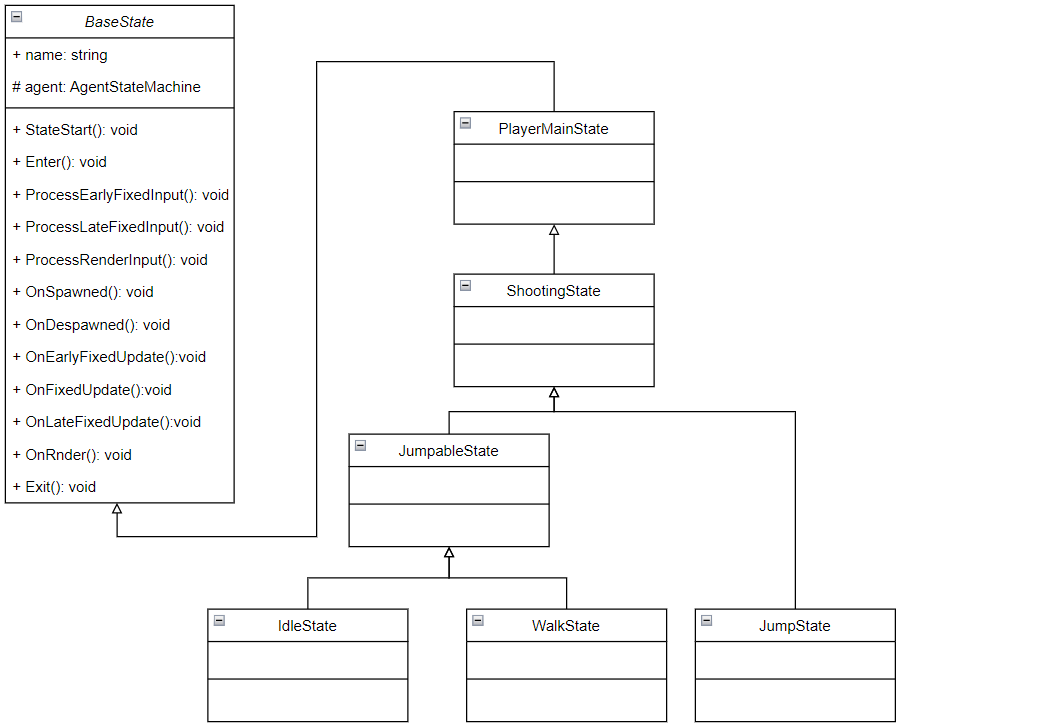 BaseState
+ name: string
# agent: AgentStateMachine
+ StateStart(): void
+ Enter(): void
+ ProcessEarlyFixedInput(): void
+ ProcessLateFixedInput(): void
+ ProcessRenderInput(): void
+ OnSpawned(): void
+ OnDespawned(): void
+ OnEarlyFixedUpdate():void
+ OnFixedUpdate():void
+ OnLateFixedUpdate():void
+ OnRnder(): void
+ Exit(): void
PlayerMainState
ShootingState
JumpableState
IdleState
WalkState
JumpState